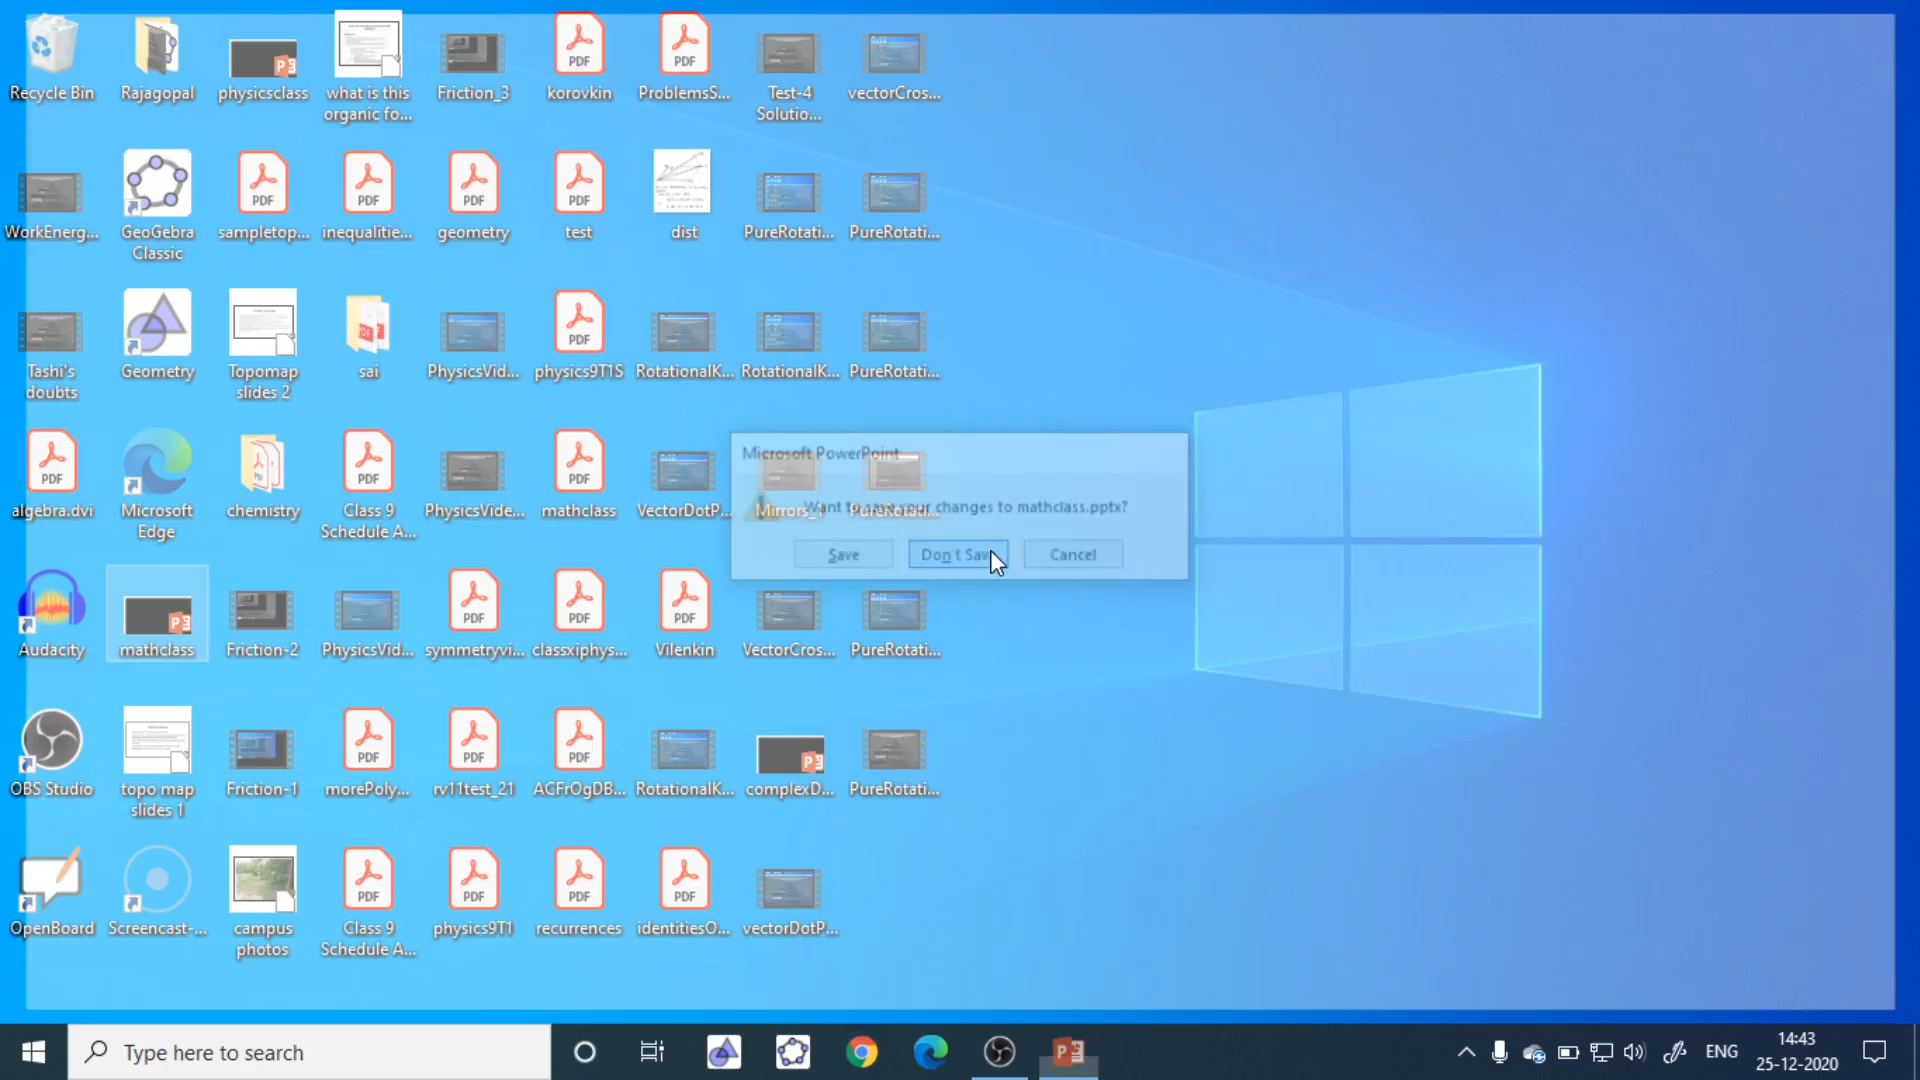 Recycle Bin
Rajagopal
physicsclass
what is this
organic fo...
Friction_3
korovkin
ProblemsS...
Test-4
Solutio...
vectorCros...
WorkEnerg...
GeoGebra
Classic
sampletop...
inequalitie...
geometry
test
dist
PureRotati...
PureRotati...
Tashi's
doubts
Geometry
Topomap
slides 2
sai
PhysicsVid...
physics9T1S
RotationalK...
RotationalK...
PureRotati...
algebra.dvi
Microsoft
Edge
chemistry
Class 9
Schedule A...
PhysicsVide...
mathclass
VectorDotP...
Mirrors_1
PureRotati...
Microsoft PowerPoint
Want to save your changes to mathclass.pptx?
Save
Don't Save
Cancel
Audacity
mathclass
Friction-2
PhysicsVid...
symmetryvi...
classxiphys...
Vilenkin
VectorCros...
PureRotati...
OBS Studio
topo map
slides 1
Friction-1
morePoly...
rv11test_21
ACFrOgDB...
RotationalK...
complexD...
PureRotati...
OpenBoard
Screencast-...
campus
photos
Class 9
Schedule A...
physics9T1
recurrences
identitiesO...
vectorDotP...
Type here to search
ENG
14:43
25-12-2020